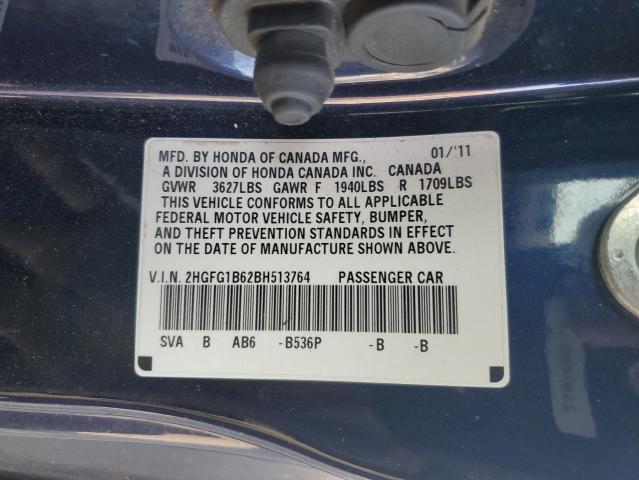 MFD. BY HONDA OF CANADA MFG., 01/'11
A DIVISION OF HONDA CANADA INC. CANADA
GVWR 3627LBS GAWR F 1940LBS R 1709LBS
THIS VEHICLE CONFORMS TO ALL APPLICABLE
FEDERAL MOTOR VEHICLE SAFETY, BUMPER,
AND THEFT PREVENTION STANDARDS IN EFFECT
ON THE DATE OF MANUFACTURE SHOWN ABOVE.
V.I.N. 2HGFG1B62BH513764 PASSENGER CAR
SVA B AB6 -B536P -B -B